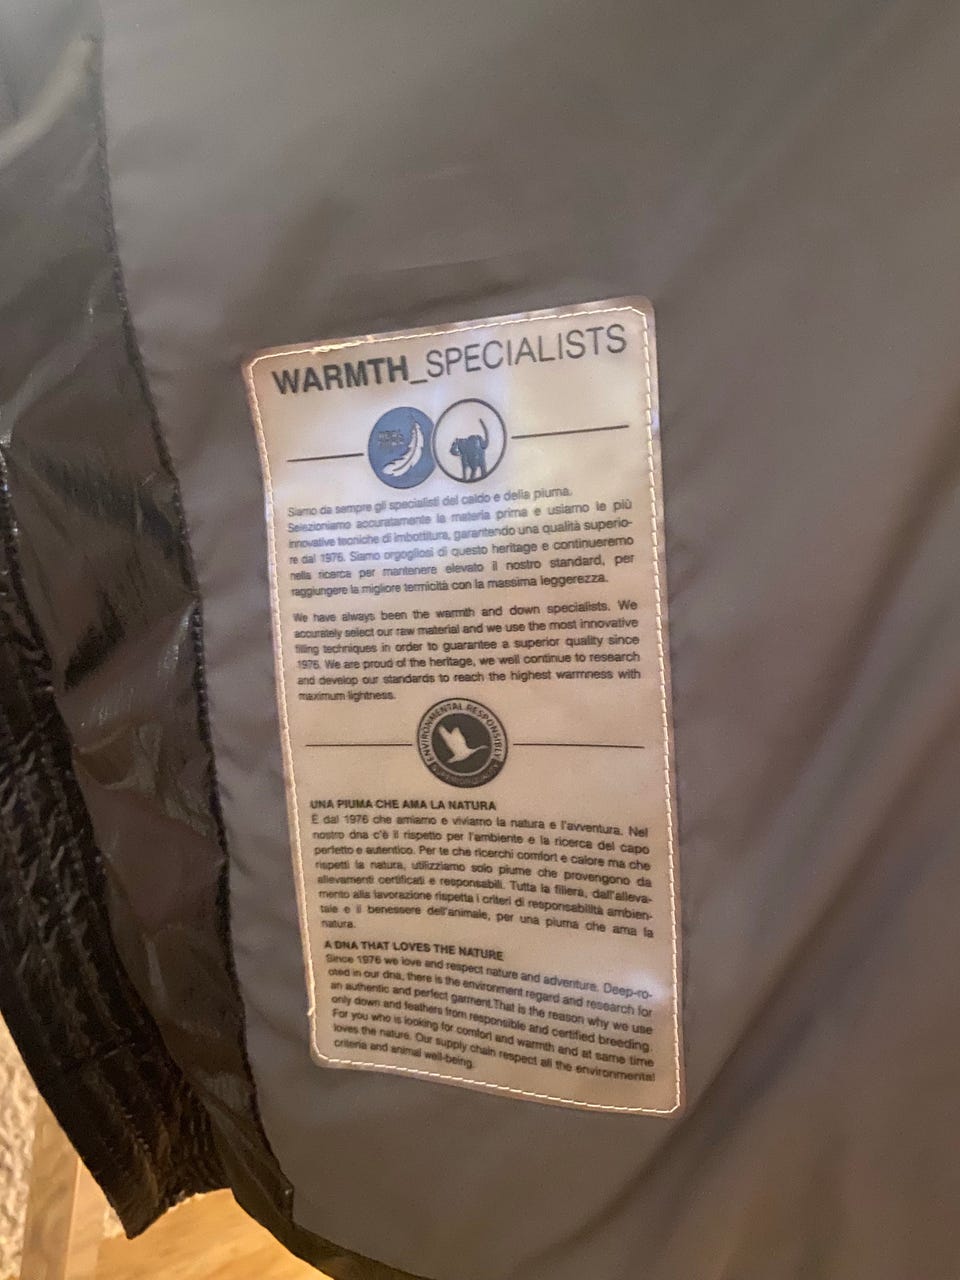 WARMTH_SPECIALISTS
Siamo da sempre gli specialisti del caldo e della piuma.
Selezioniamo accuratamente la materia prima e usiamo le più
innovative tecniche di imbottitura, garantendo una qualità superio-
re dal 1976. Siamo orgogliosi di questo heritage e continueremo
nella ricerca per mantenere elevato il nostro standard, per
raggiungere la migliore termicità con la massima leggerezza.
We have always been the warmth and down specialists. We
accurately select our raw material and we use the most innovative
filling techniques in order to guarantee a superior quality since
1976. We are proud of the heritage, we well continue to research
and develop our standards to reach the highest warmness with
maximum lightness.
ENVIRONMENTAL RESPONSIBLY
SUPERIOR QUALITY
UNA PIUMA CHE AMA LA NATURA
È dal 1976 che amiamo e viviamo la natura e l'avventura. Nel
nostro dna c'è il rispetto per l'ambiente e la ricerca del capo
perfetto e autentico. Per te che ricerchi comfort e calore ma che
rispetti la natura, utilizziamo solo piume che provengono da
allevamenti certificati e responsabili. Tutta la filiera, dall'alleva-
mento alla lavorazione rispetta i criteri di responsabilità ambien-
tale e il benessere dell'animale, per una piuma che ama la
natura.
A DNA THAT LOVES THE NATURE
Since 1976 we love and respect nature and adventure. Deep-ro-
oted in our dna, there is the environment regard and research for
an authentic and perfect garment.That is the reason why we use
only down and feathers from responsible and certified breeding.
For you who is looking for comfort and warmth and at same time
loves the nature. Our supply chain respect all the environmental
criteria and animal well-being.